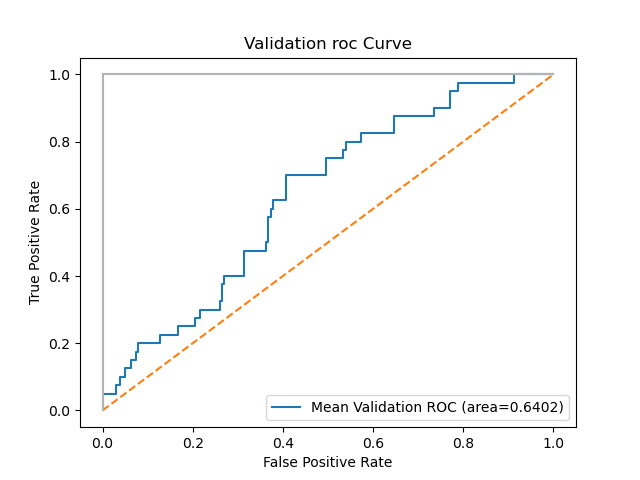 Validation roc Curve
True Positive Rate
1.0
0.8
0.6
0.4
0.2
0.0
Mean Validation ROC (area=0.6402)
0.0 0.2 0.4 0.6 0.8 1.0
False Positive Rate